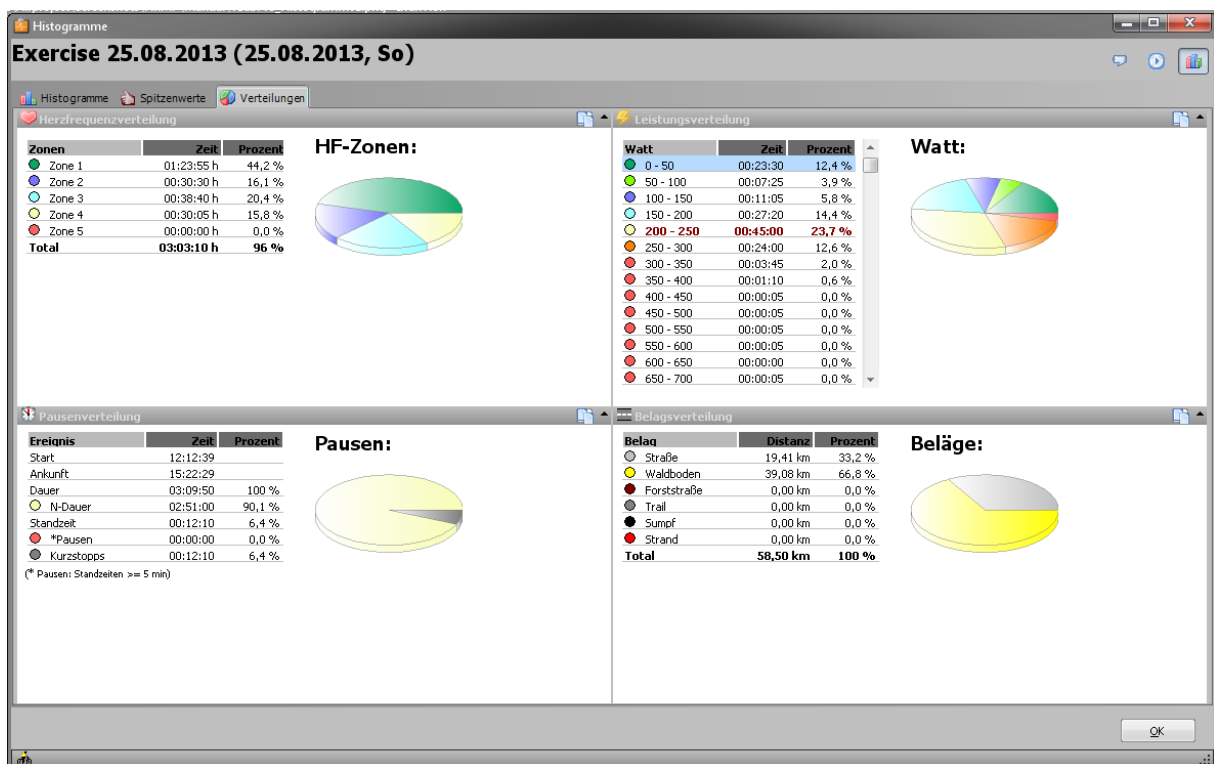 Histogramme
Exercise 25.08.2013 (25.08.2013, So)
Histogramme Spitzenwerte Verteilungen
Herzfrequenzverteilung
Zonen Zeit Prozent
Zone 1 01:23:55 h 44,2 %
Zone 2 00:30:30 h 16,1 %
Zone 3 00:38:40 h 20,4 %
Zone 4 00:30:05 h 15,8 %
Zone 5 00:00:00 h 0,0 %
Total 03:03:10 h 96 %
HF-Zonen:
Leistungsverteilung
Watt Zeit Prozent
0 - 50 00:23:30 12,4 %
50 - 100 00:07:25 3,9 %
100 - 150 00:11:05 5,8 %
150 - 200 00:27:20 14,4 %
200 - 250 00:45:00 23,7 %
250 - 300 00:24:00 12,6 %
300 - 350 00:03:45 2,0 %
350 - 400 00:01:10 0,6 %
400 - 450 00:00:05 0,0 %
450 - 500 00:00:05 0,0 %
500 - 550 00:00:05 0,0 %
550 - 600 00:00:05 0,0 %
600 - 650 00:00:00 0,0 %
650 - 700 00:00:05 0,0 %
Watt:
Pausenverteilung
Ereignis Zeit Prozent
Start 12:12:39
Ankunft 15:22:29
Dauer 03:09:50 100 %
N-Dauer 02:51:00 90,1 %
Standzeit 00:12:10 6,4 %
*Pausen 00:00:00 0,0 %
Kurzstopps 00:12:10 6,4 %
(* Pausen: Standzeiten >= 5 min)
Pausen:
Belagsverteilung
Belag Distanz Prozent
Straße 19,41 km 33,2 %
Waldboden 39,08 km 66,8 %
Forststraße 0,00 km 0,0 %
Trail 0,00 km 0,0 %
Sumpf 0,00 km 0,0 %
Strand 0,00 km 0,0 %
Total 58,50 km 100 %
Beläge:
OK